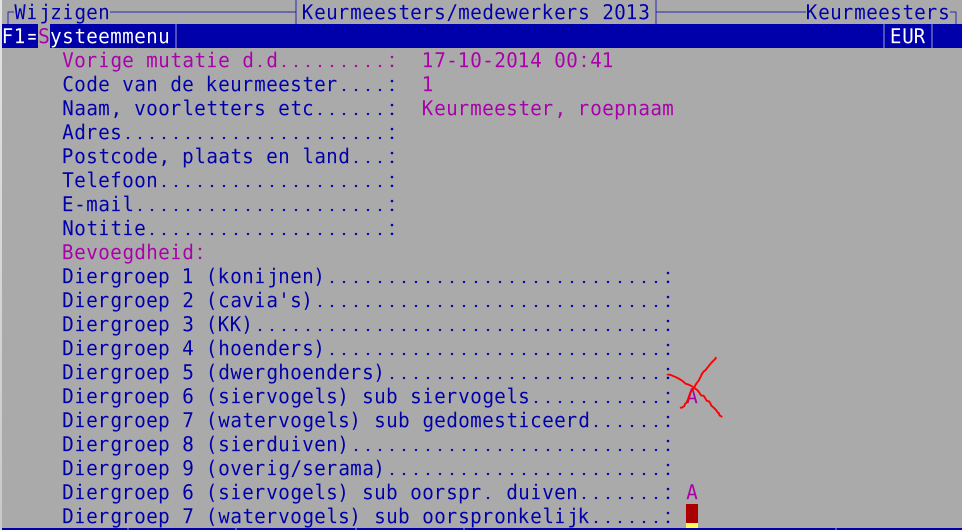 Wijzigen Keurmeesters/medewerkers 2013 Keurmeesters
F1=Systeemmenu EUR
Vorige mutatie d.d.........: 17-10-2014 00:41
Code van de keurmeester....: 1
Naam, voorletters etc......: Keurmeester, roepnaam
Adres......................:
Postcode, plaats en land...:
Telefoon...................:
E-mail.....................:
Notitie....................:
Bevoegdheid:
Diergroep 1 (konijnen)............................:
Diergroep 2 (cavia's).............................:
Diergroep 3 (KK)..................................:
Diergroep 4 (hoenders)............................:
Diergroep 5 (dwerghoenders).......................:
Diergroep 6 (siervogels) sub siervogels...........: A
Diergroep 7 (watervogels) sub gedomesticeerd......:
Diergroep 8 (sierduiven)..........................:
Diergroep 9 (overig/serama).......................:
Diergroep 6 (siervogels) sub oorspr. duiven.......: A
Diergroep 7 (watervogels) sub oorspronkelijk......: